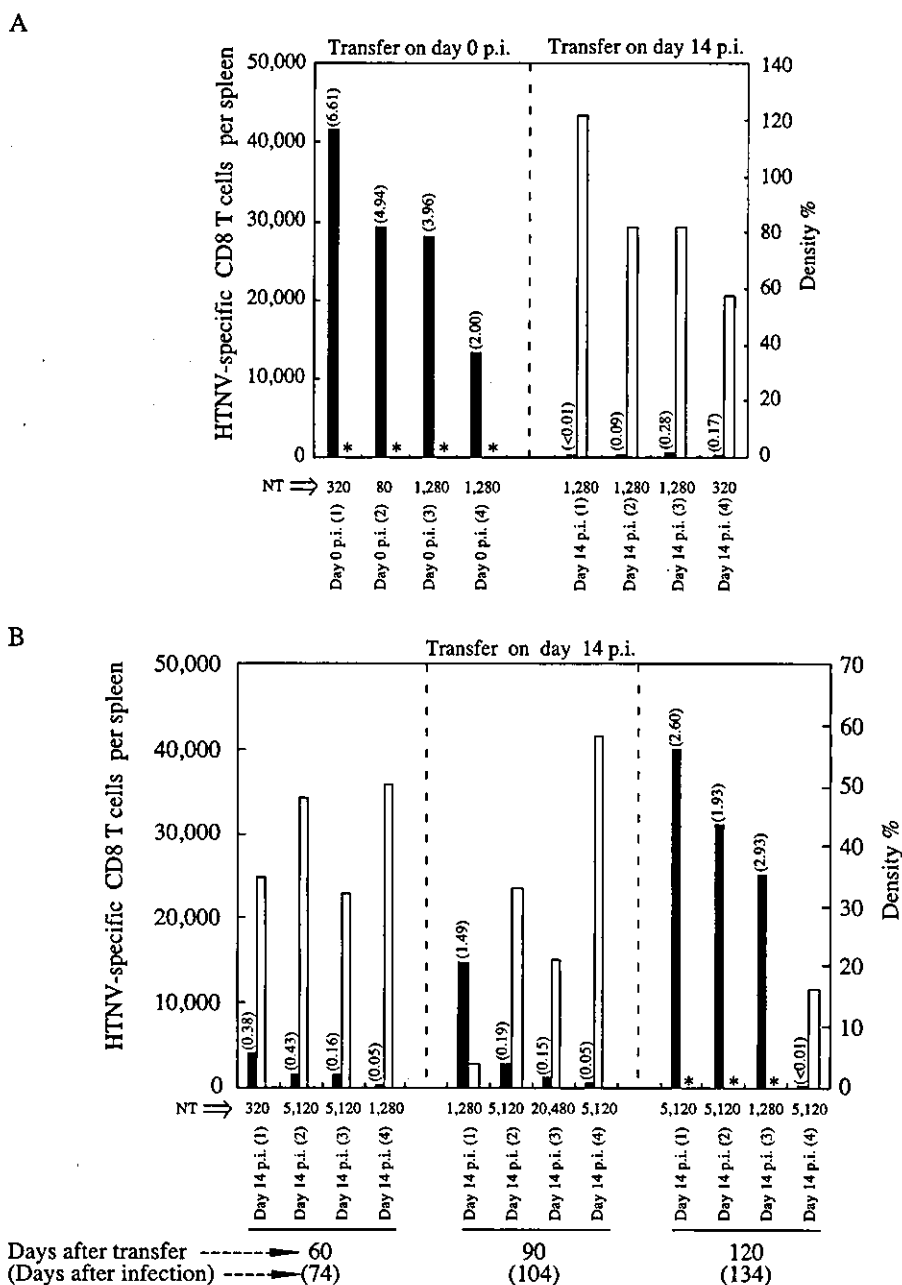 A
Transfer on day 0 p.i. Transfer on day 14 p.i.
HTNV-specific CD8 T cells per spleen
50,000
40,000
30,000
20,000
10,000
0
(6.61)
(4.94)
(3.96)
(2.00)
* * * *
(<0.01)
(0.09)
(0.28)
(0.17)
140
120
100
80
60
40
20
0
Density %
NT ⇒ 320 80 1,280 1,280 1,280 1,280 1,280 320
Day 0 p.i. (1)
Day 0 p.i. (2)
Day 0 p.i. (3)
Day 0 p.i. (4)
Day 14 p.i. (1)
Day 14 p.i. (2)
Day 14 p.i. (3)
Day 14 p.i. (4)
B
Transfer on day 14 p.i.
HTNV-specific CD8 T cells per spleen
50,000
40,000
30,000
20,000
10,000
0
(0.38)
(0.43)
(0.16)
(0.05)
(1.49)
(0.19)
(0.15)
(0.05)
(2.60)
(1.93)
(2.93)
(<0.01)
* * *
70
60
50
40
30
20
10
0
Density %
NT ⇒ 320 5,120 5,120 1,280 1,280 5,120 20,480 5,120 5,120 5,120 1,280 5,120
Day 14 p.i. (1)
Day 14 p.i. (2)
Day 14 p.i. (3)
Day 14 p.i. (4)
Day 14 p.i. (1)
Day 14 p.i. (2)
Day 14 p.i. (3)
Day 14 p.i. (4)
Day 14 p.i. (1)
Day 14 p.i. (2)
Day 14 p.i. (3)
Day 14 p.i. (4)
Days after transfer 60 90 120
(Days after infection) (74) (104) (134)